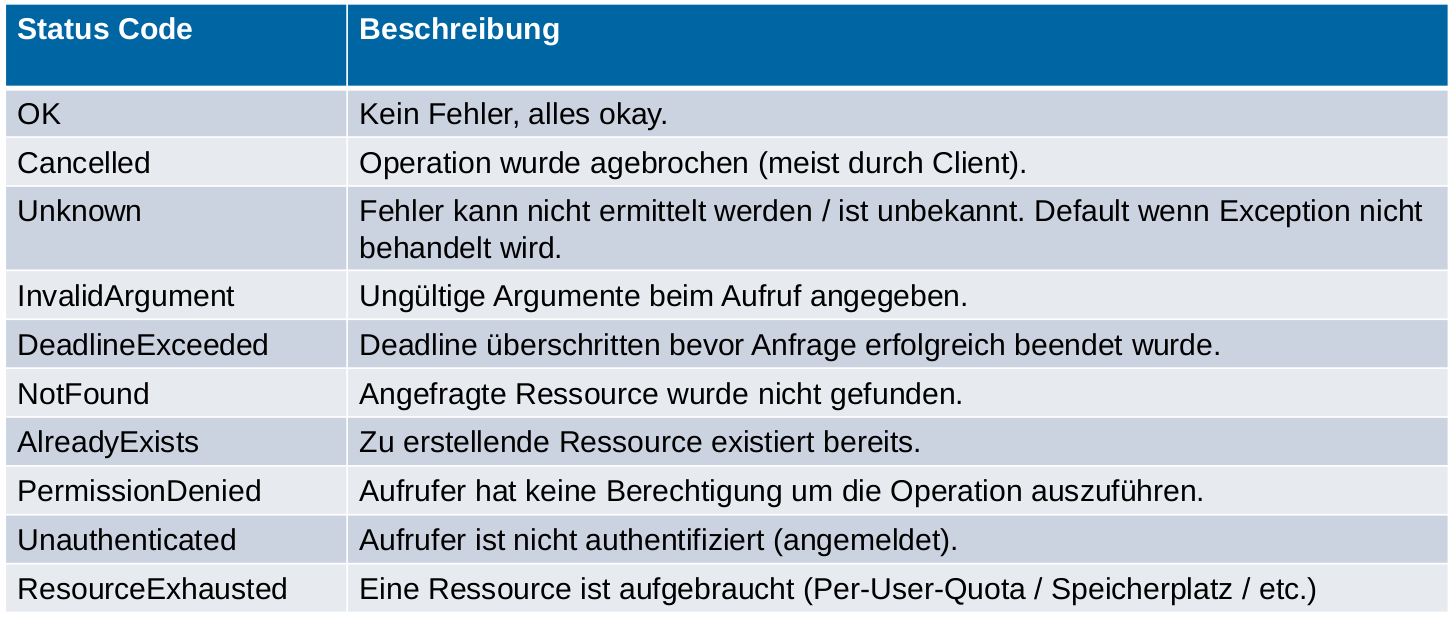 Status Code Beschreibung
OK Kein Fehler, alles okay.
Cancelled Operation wurde agebrochen (meist durch Client).
Unknown Fehler kann nicht ermittelt werden / ist unbekannt. Default wenn Exception nicht
behandelt wird.
InvalidArgument Ungültige Argumente beim Aufruf angegeben.
DeadlineExceeded Deadline überschritten bevor Anfrage erfolgreich beendet wurde.
NotFound Angefragte Ressource wurde nicht gefunden.
AlreadyExists Zu erstellende Ressource existiert bereits.
PermissionDenied Aufrufer hat keine Berechtigung um die Operation auszuführen.
Unauthenticated Aufrufer ist nicht authentifiziert (angemeldet).
ResourceExhausted Eine Ressource ist aufgebraucht (Per-User-Quota / Speicherplatz / etc.)